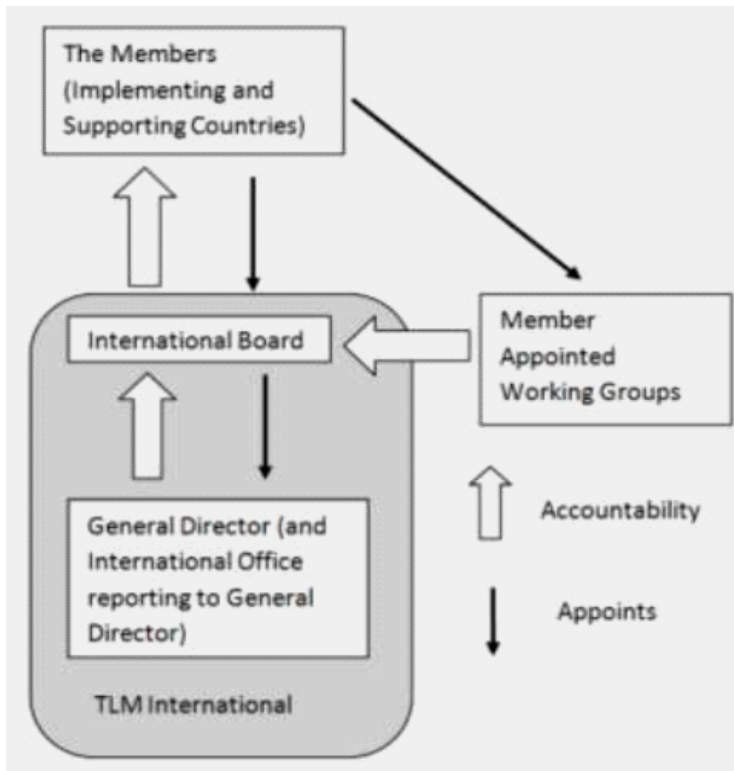 The Members
(Implementing and
Supporting Countries)
International Board
Member
Appointed
Working Groups
General Director (and
International Office
reporting to General
Director)
TLM International
Accountability
Appoints